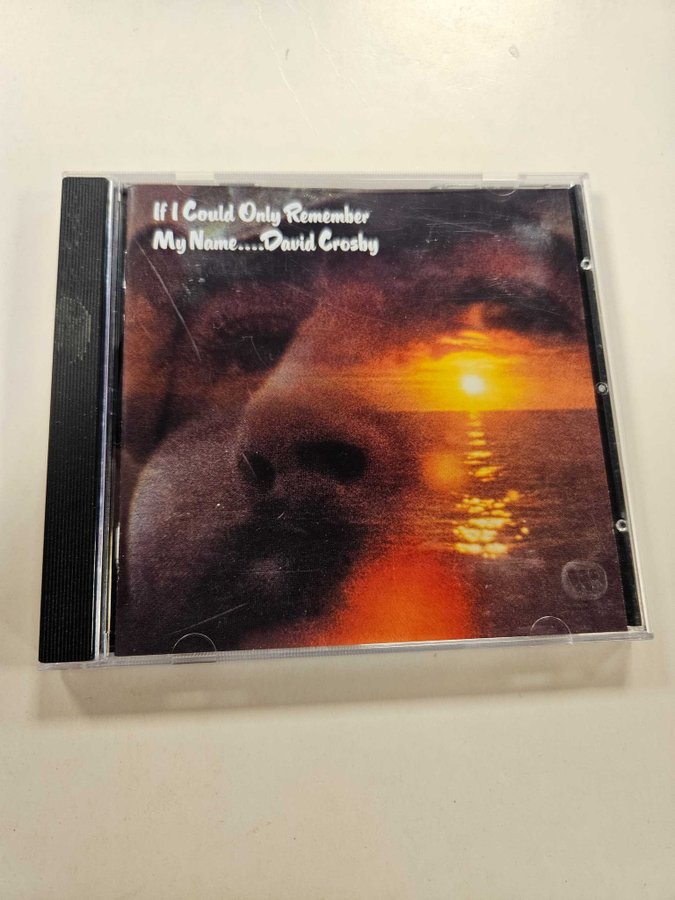 If I Could Only Remember
My Name....David Crosby